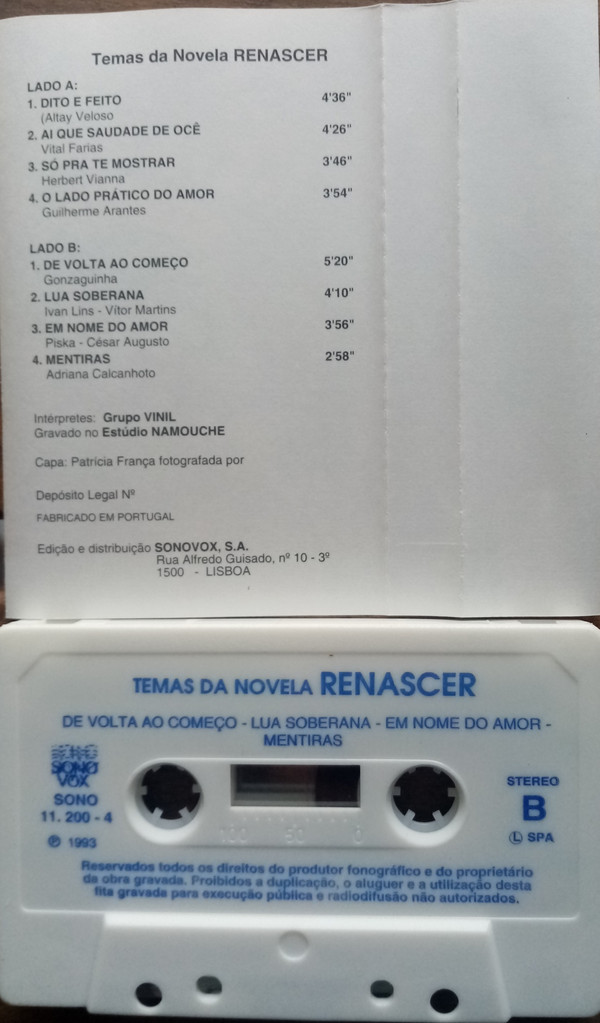 Temas da Novela RENASCER
LADO A:
1. DITO E FEITO 4'36"
(Altay Veloso
2. AI QUE SAUDADE DE OCÊ 4'26"
Vital Farias
3. SÓ PRA TE MOSTRAR 3'46"
Herbert Vianna
4. O LADO PRÁTICO DO AMOR 3'54"
Guilherme Arantes
LADO B:
1. DE VOLTA AO COMEÇO 5'20"
Gonzaguinha
2. LUA SOBERANA 4'10"
Ivan Lins - Vítor Martins
3. EM NOME DO AMOR 3'56"
Piska - César Augusto
4. MENTIRAS 2'58"
Adriana Calcanhoto
Intérpretes: Grupo VINIL
Gravado no Estúdio NAMOUCHE
Capa: Patrícia França fotografada por
Depósito Legal Nº
FABRICADO EM PORTUGAL
Edição e distribuição SONOVOX, S.A.
Rua Alfredo Guisado, nº 10 - 3º
1500 - LISBOA
TEMAS DA NOVELA RENASCER
DE VOLTA AO COMEÇO - LUA SOBERANA - EM NOME DO AMOR -
MENTIRAS
SONO
VOX
SONO
11. 200 - 4
℗ 1993
STEREO
B
Ⓛ SPA
100 50 0
Reservados todos os direitos do produtor fonográfico e do proprietário
da obra gravada. Proibidos a duplicação, o aluguer e a utilização desta
fita gravada para execução pública e radiodifusão não autorizados.